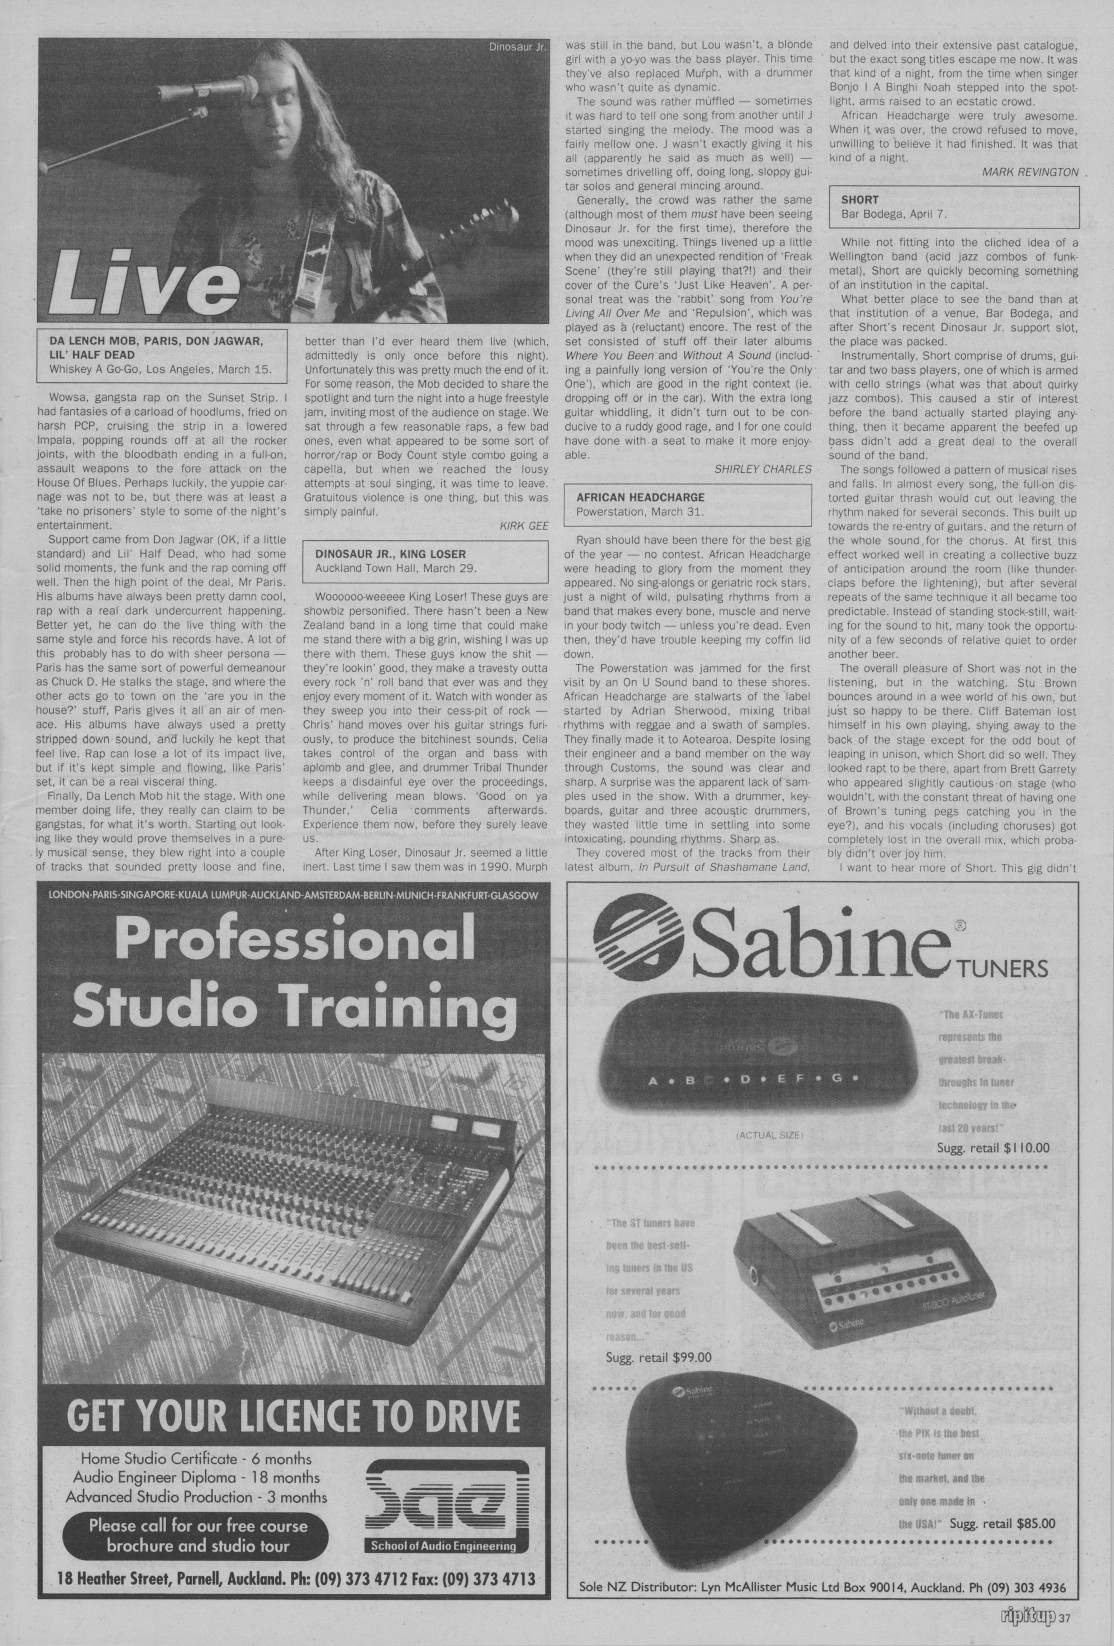 Dinosaur Jr.
Live
DA LENCH MOB, PARIS, DON JAGWAR,
LIL' HALF DEAD
Whiskey A Go-Go, Los Angeles, March 15.
Wowsa, gangsta rap on the Sunset Strip. I
had fantasies of a carload of hoodlums, fried on
harsh PCP, cruising the strip in a lowered
Impala, popping rounds off at all the rocker
joints, with the bloodbath ending in a full-on,
assault weapons to the fore attack on the
House Of Blues. Perhaps luckily, the yuppie car-
nage was not to be, but there was at least a
'take no prisoners' style to some of the night's
entertainment.
Support came from Don Jagwar (OK, if a little
standard) and Lil' Half Dead, who had some
solid moments, the funk and the rap coming off
well. Then the high point of the deal, Mr Paris.
His albums have always been pretty damn cool,
rap with a real dark undercurrent happening.
Better yet, he can do the live thing with the
same style and force his records have. A lot of
this probably has to do with sheer persona —
Paris has the same sort of powerful demeanour
as Chuck D. He stalks the stage, and where the
other acts go to town on the 'are you in the
house?' stuff, Paris gives it all an air of men-
ace. His albums have always used a pretty
stripped down sound, and luckily he kept that
feel live. Rap can lose a lot of its impact live,
but if it's kept simple and flowing, like Paris'
set, it can be a real visceral thing.
Finally, Da Lench Mob hit the stage. With one
member doing life, they really can claim to be
gangstas, for what it's worth. Starting out look-
ing like they would prove themselves in a pure-
ly musical sense, they blew right into a couple
of tracks that sounded pretty loose and fine,
better than I'd ever heard them live (which,
admittedly is only once before this night).
Unfortunately this was pretty much the end of it.
For some reason, the Mob decided to share the
spotlight and turn the night into a huge freestyle
jam, inviting most of the audience on stage. We
sat through a few reasonable raps, a few bad
ones, even what appeared to be some sort of
horror/rap or Body Count style combo going a
capella, but when we reached the lousy
attempts at soul singing, it was time to leave.
Gratuitous violence is one thing, but this was
simply painful.
KIRK GEE
DINOSAUR JR., KING LOSER
Auckland Town Hall, March 29.
Woooooo-weeeee King Loser! These guys are
showbiz personified. There hasn't been a New
Zealand band in a long time that could make
me stand there with a big grin, wishing I was up
there with them. These guys know the shit —
they're lookin' good, they make a travesty outta
every rock 'n' roll band that ever was and they
enjoy every moment of it. Watch with wonder as
they sweep you into their cess-pit of rock —
Chris' hand moves over his guitar strings furi-
ously, to produce the bitchinest sounds, Celia
takes control of the organ and bass with
aplomb and glee, and drummer Tribal Thunder
keeps a disdainful eye over the proceedings,
while delivering mean blows. 'Good on ya
Thunder,' Celia comments afterwards.
Experience them now, before they surely leave
us.
After King Loser, Dinosaur Jr. seemed a little
inert. Last time I saw them was in 1990. Murph
was still in the band, but Lou wasn't, a blonde
girl with a yo-yo was the bass player. This time
they've also replaced Murph, with a drummer
who wasn't quite as dynamic.
The sound was rather muffled — sometimes
it was hard to tell one song from another until J
started singing the melody. The mood was a
fairly mellow one. J wasn't exactly giving it his
all (apparently he said as much as well) —
sometimes drivelling off, doing long, sloppy gui-
tar solos and general mincing around.
Generally, the crowd was rather the same
(although most of them must have been seeing
Dinosaur Jr. for the first time), therefore the
mood was unexciting. Things livened up a little
when they did an unexpected rendition of 'Freak
Scene' (they're still playing that?!) and their
cover of the Cure's 'Just Like Heaven'. A per-
sonal treat was the 'rabbit' song from You're
Living All Over Me and 'Repulsion', which was
played as a (reluctant) encore. The rest of the
set consisted of stuff off their later albums
Where You Been and Without A Sound (includ-
ing a painfully long version of 'You're the Only
One'), which are good in the right context (ie.
dropping off or in the car). With the extra long
guitar whiddling, it didn't turn out to be con-
ducive to a ruddy good rage, and I for one could
have done with a seat to make it more enjoy-
able.
SHIRLEY CHARLES
AFRICAN HEADCHARGE
Powerstation, March 31.
Ryan should have been there for the best gig
of the year — no contest. African Headcharge
were heading to glory from the moment they
appeared. No sing-alongs or geriatric rock stars,
just a night of wild, pulsating rhythms from a
band that makes every bone, muscle and nerve
in your body twitch — unless you're dead. Even
then, they'd have trouble keeping my coffin lid
down.
The Powerstation was jammed for the first
visit by an On U Sound band to these shores.
African Headcharge are stalwarts of the label
started by Adrian Sherwood, mixing tribal
rhythms with reggae and a swath of samples.
They finally made it to Aotearoa. Despite losing
their engineer and a band member on the way
through Customs, the sound was clear and
sharp. A surprise was the apparent lack of sam-
ples used in the show. With a drummer, key-
boards, guitar and three acoustic drummers,
they wasted little time in settling into some
intoxicating, pounding rhythms. Sharp as.
They covered most of the tracks from their
latest album, In Pursuit of Shashamane Land,
and delved into their extensive past catalogue,
but the exact song titles escape me now. It was
that kind of a night, from the time when singer
Bonjo I A Binghi Noah stepped into the spot-
light, arms raised to an ecstatic crowd.
African Headcharge were truly awesome.
When it was over, the crowd refused to move,
unwilling to believe it had finished. It was that
kind of a night.
MARK REVINGTON
SHORT
Bar Bodega, April 7.
While not fitting into the cliched idea of a
Wellington band (acid jazz combos of funk-
metal), Short are quickly becoming something
of an institution in the capital.
What better place to see the band than at
that institution of a venue, Bar Bodega, and
after Short's recent Dinosaur Jr. support slot,
the place was packed.
Instrumentally, Short comprise of drums, gui-
tar and two bass players, one of which is armed
with cello strings (what was that about quirky
jazz combos). This caused a stir of interest
before the band actually started playing any-
thing, then it became apparent the beefed up
bass didn't add a great deal to the overall
sound of the band.
The songs followed a pattern of musical rises
and falls. In almost every song, the full-on dis-
torted guitar thrash would cut out leaving the
rhythm naked for several seconds. This built up
towards the re-entry of guitars, and the return of
the whole sound for the chorus. At first this
effect worked well in creating a collective buzz
of anticipation around the room (like thunder-
claps before the lightening), but after several
repeats of the same technique it all became too
predictable. Instead of standing stock-still, wait-
ing for the sound to hit, many took the opportu-
nity of a few seconds of relative quiet to order
another beer.
The overall pleasure of Short was not in the
listening, but in the watching. Stu Brown
bounces around in a wee world of his own, but
just so happy to be there. Cliff Bateman lost
himself in his own playing, shying away to the
back of the stage except for the odd bout of
leaping in unison, which Short did so well. They
looked rapt to be there, apart from Brett Garrety
who appeared slightly cautious on stage (who
wouldn't, with the constant threat of having one
of Brown's tuning pegs catching you in the
eye?), and his vocals (including choruses) got
completely lost in the overall mix, which proba-
bly didn't over joy him.
I want to hear more of Short. This gig didn't
LONDON-PARIS-SINGAPORE-KUALA LUMPUR-AUCKLAND-AMSTERDAM-BERLIN-MUNICH-FRANKFURT-GLASGOW
Professional
Studio Training
GET YOUR LICENCE TO DRIVE
Home Studio Certificate - 6 months
Audio Engineer Diploma - 18 months
Advanced Studio Production - 3 months
Please call for our free course
brochure and studio tour
sae
School of Audio Engineering
18 Heather Street, Parnell, Auckland. Ph: (09) 373 4712 Fax: (09) 373 4713
Sabine®
TUNERS
"The AX-Tuner
represents the
greatest break-
throughs in tuner
technology in the
last 20 years!"
Sugg. retail $110.00
A • B C • D • E F • G •
(ACTUAL SIZE)
"The ST tuners have
been the best-sell-
ing tuners in the US
for several years
now, and for good
reason..."
Sugg. retail $99.00
Sabine
ST-1100 AutoTuner
Sabine
"Without a doubt,
the PIK is the best
six-note tuner on
the market, and the
only one made in
the USA!" Sugg. retail $85.00
Sole NZ Distributor: Lyn McAllister Music Ltd Box 90014, Auckland. Ph (09) 303 4936
ripitup 37